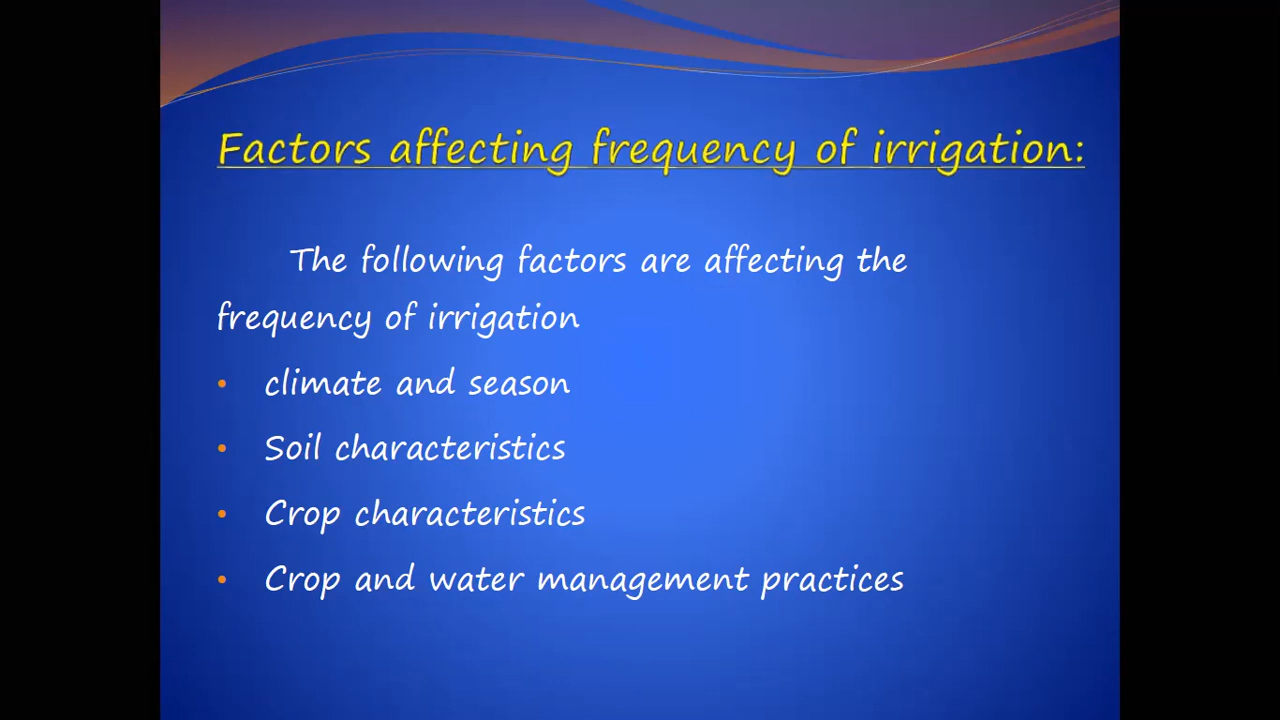 Factors affecting frequency of irrigation:
The following factors are affecting the
frequency of irrigation
• climate and season
• Soil characteristics
• Crop characteristics
• Crop and water management practices